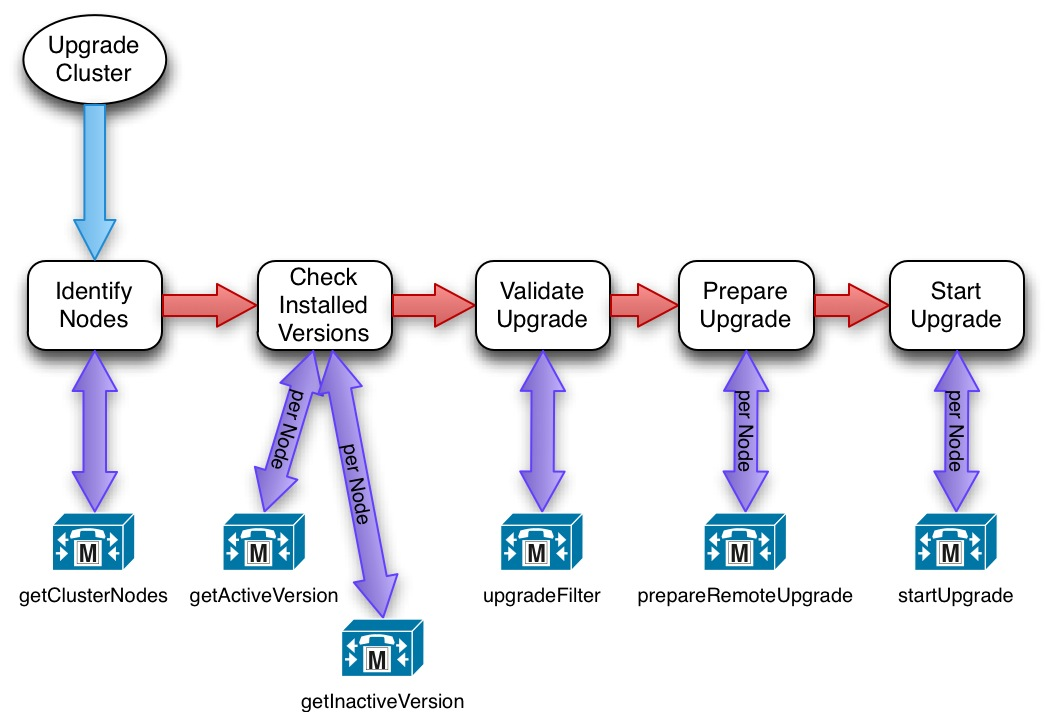 Upgrade
Cluster
Identify
Nodes
Check
Installed
Versions
Validate
Upgrade
Prepare
Upgrade
Start
Upgrade
per Node
per Node
per Node
per Node
M
M
M
M
M
getClusterNodes
getActiveVersion
upgradeFilter
prepareRemoteUpgrade
startUpgrade
M
getInactiveVersion